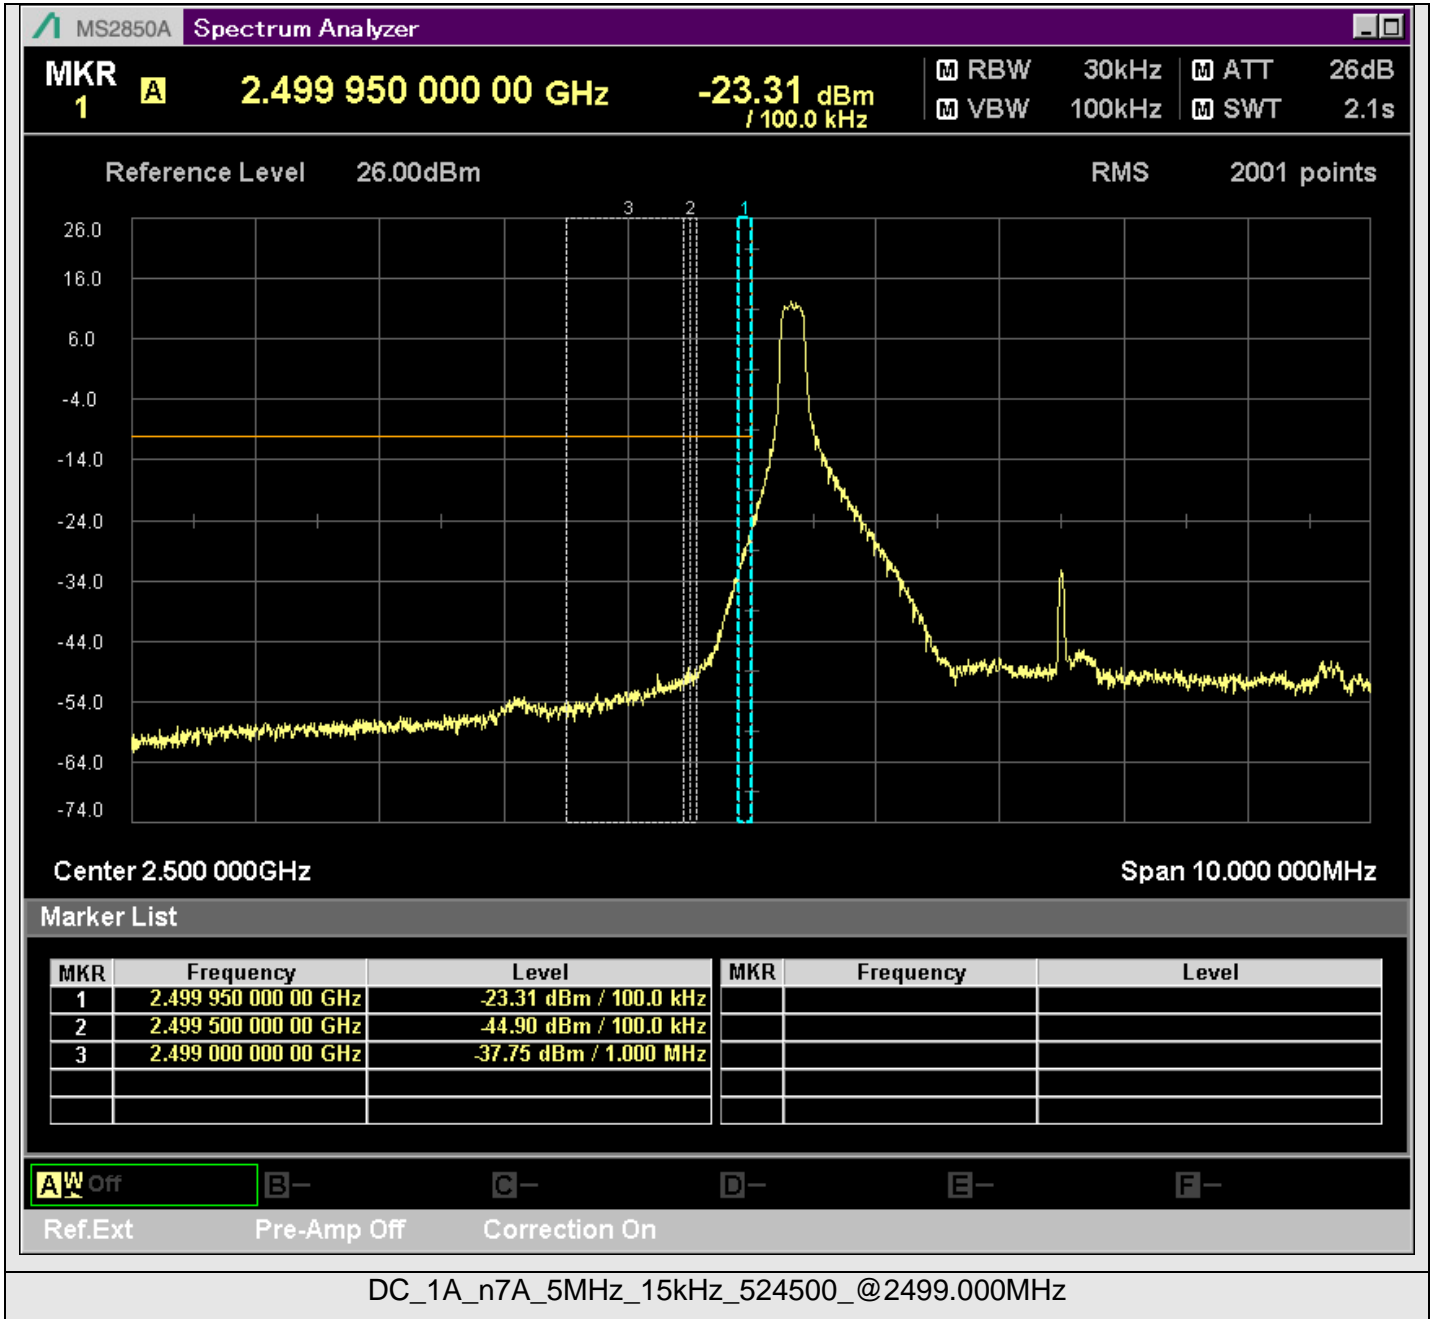 MS2850A Spectrum Analyzer
MKR 1 A 2.499 950 000 00 GHz -23.31 dBm / 100.0 kHz
M RBW 30kHz M ATT 26dB
M VBW 100kHz M SWT 2.1s
Reference Level 26.00dBm RMS 2001 points
3 2 1
26.0
16.0
6.0
-4.0
-14.0
-24.0
-34.0
-44.0
-54.0
-64.0
-74.0
Center 2.500 000GHz Span 10.000 000MHz
Marker List
MKR Frequency Level MKR Frequency Level
1 2.499 950 000 00 GHz -23.31 dBm / 100.0 kHz
2 2.499 500 000 00 GHz -44.90 dBm / 100.0 kHz
3 2.499 000 000 00 GHz -37.75 dBm / 1.000 MHz
A W Off B - C - D - E - F -
Ref.Ext Pre-Amp Off Correction On
DC_1A_n7A_5MHz_15kHz_524500_@2499.000MHz